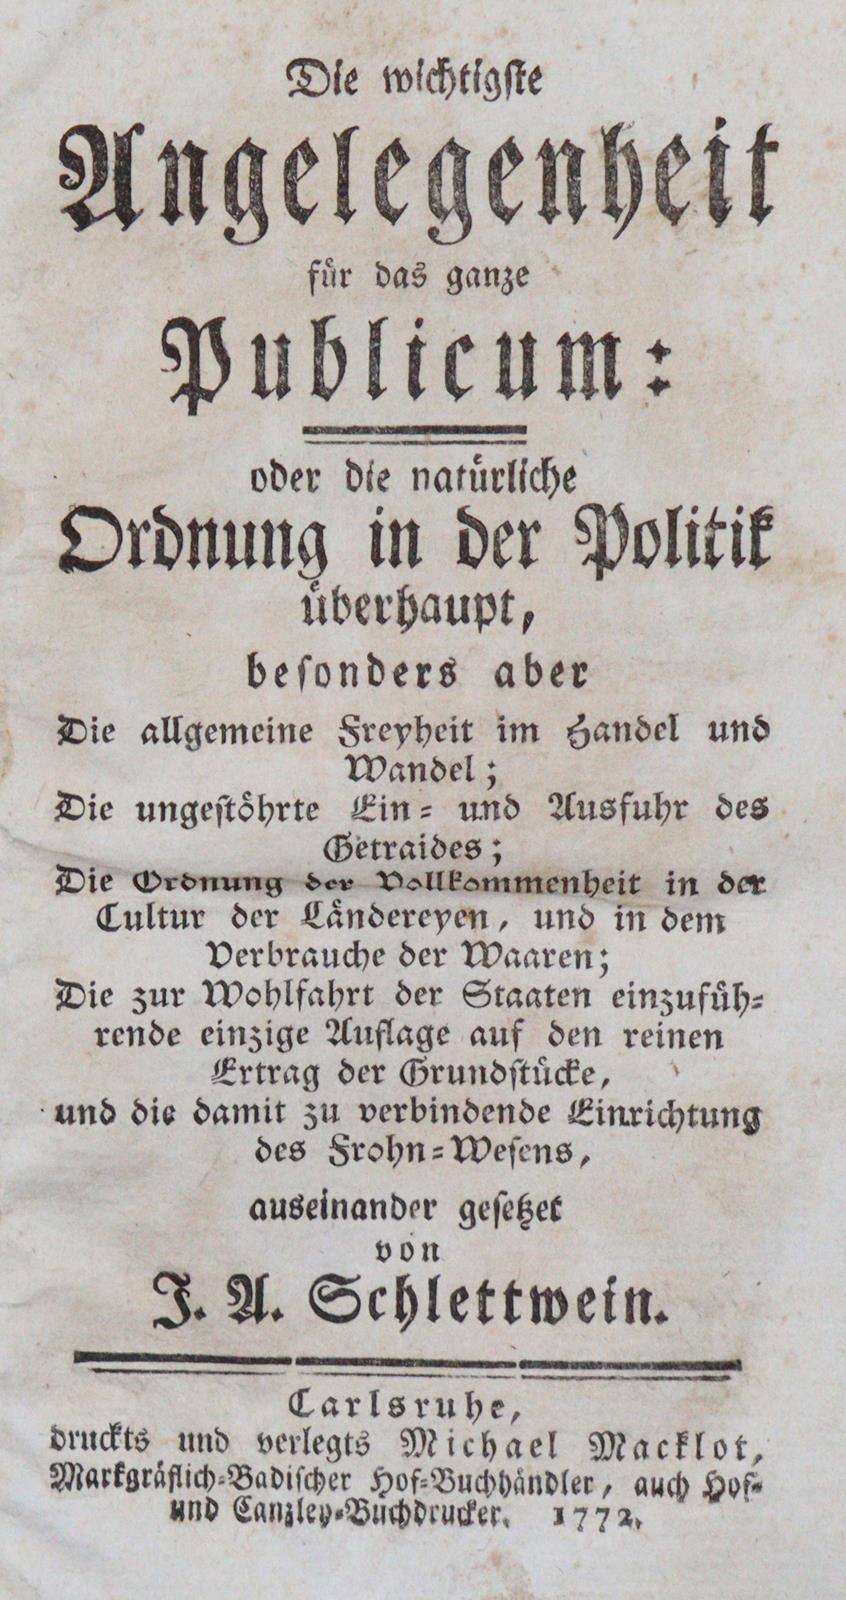 Die wichtigste
Angelegenheit
für das ganze
Publicum:
oder die natürliche
Ordnung in der Politik
überhaupt,
besonders aber
Die allgemeine Freyheit im Handel und
Wandel;
Die ungestöhrte Ein- und Ausfuhr des
Getraides;
Die Ordnung der Vollkommenheit in der
Cultur der Ländereyen, und in dem
Verbrauche der Waaren;
Die zur Wohlfahrt der Staaten einzufüh-
rende einzige Auflage auf den reinen
Ertrag der Grundstücke,
und die damit zu verbindende Einrichtung
des Frohn-Wesens,
auseinander gesetzet
von
J. A. Schlettwein.
Carlsruhe,
druckts und verlegts Michael Macklot,
Markgräflich-Badischer Hof-Buchhändler, auch Hof-
und Canzley-Buchdrucker. 1772.